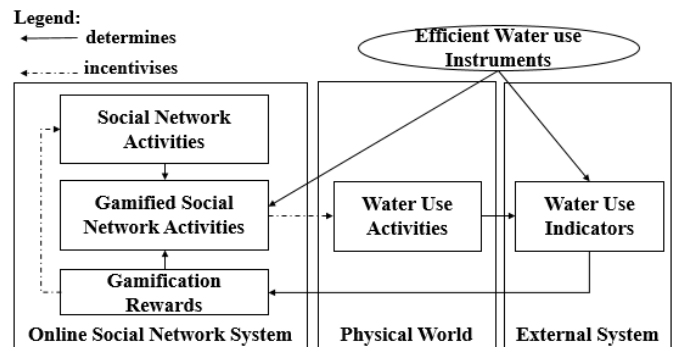 Legend:
determines
incentivises
Efficient Water use
Instruments
Social Network
Activities
Gamified Social
Network Activities
Water Use
Activities
Water Use
Indicators
Gamification
Rewards
Online Social Network System
Physical World
External System